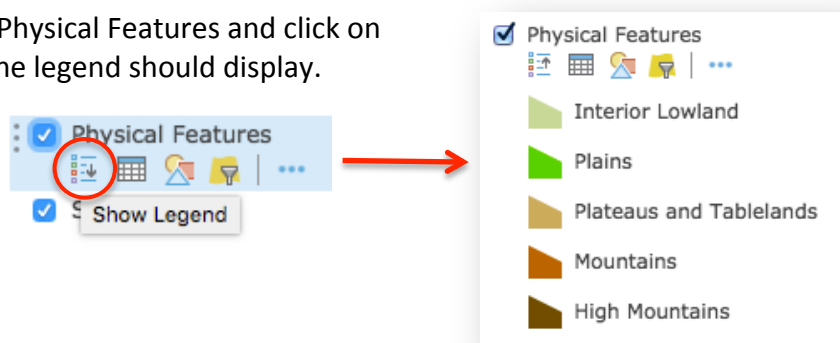 Physical Features and click on
he legend should display.
Physical Features
Show Legend
Physical Features
Interior Lowland
Plains
Plateaus and Tablelands
Mountains
High Mountains